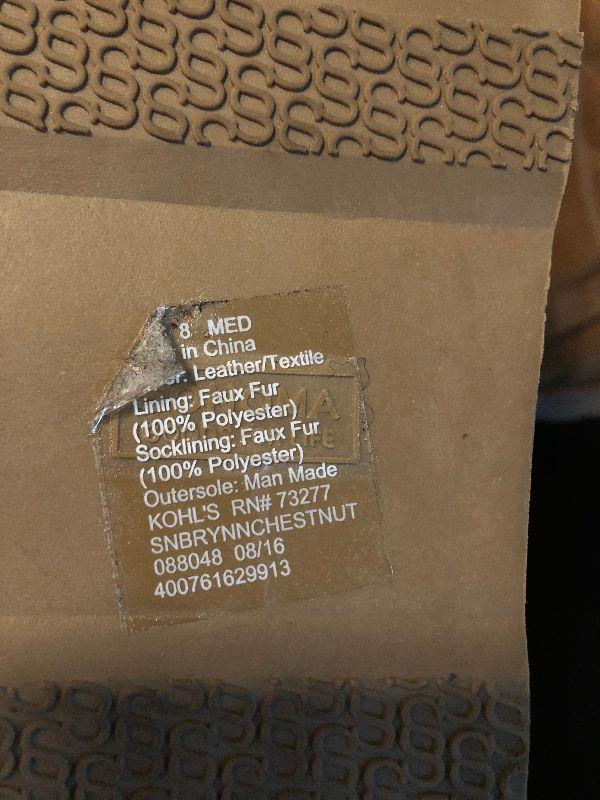 8 MED
in China
Leather/Textile
Lining: Faux Fur
(100% Polyester)
Socklining: Faux Fur
(100% Polyester)
Outersole: Man Made
KOHL'S RN# 73277
SNBRYNNCHESTNUT
088048 08/16
400761629913